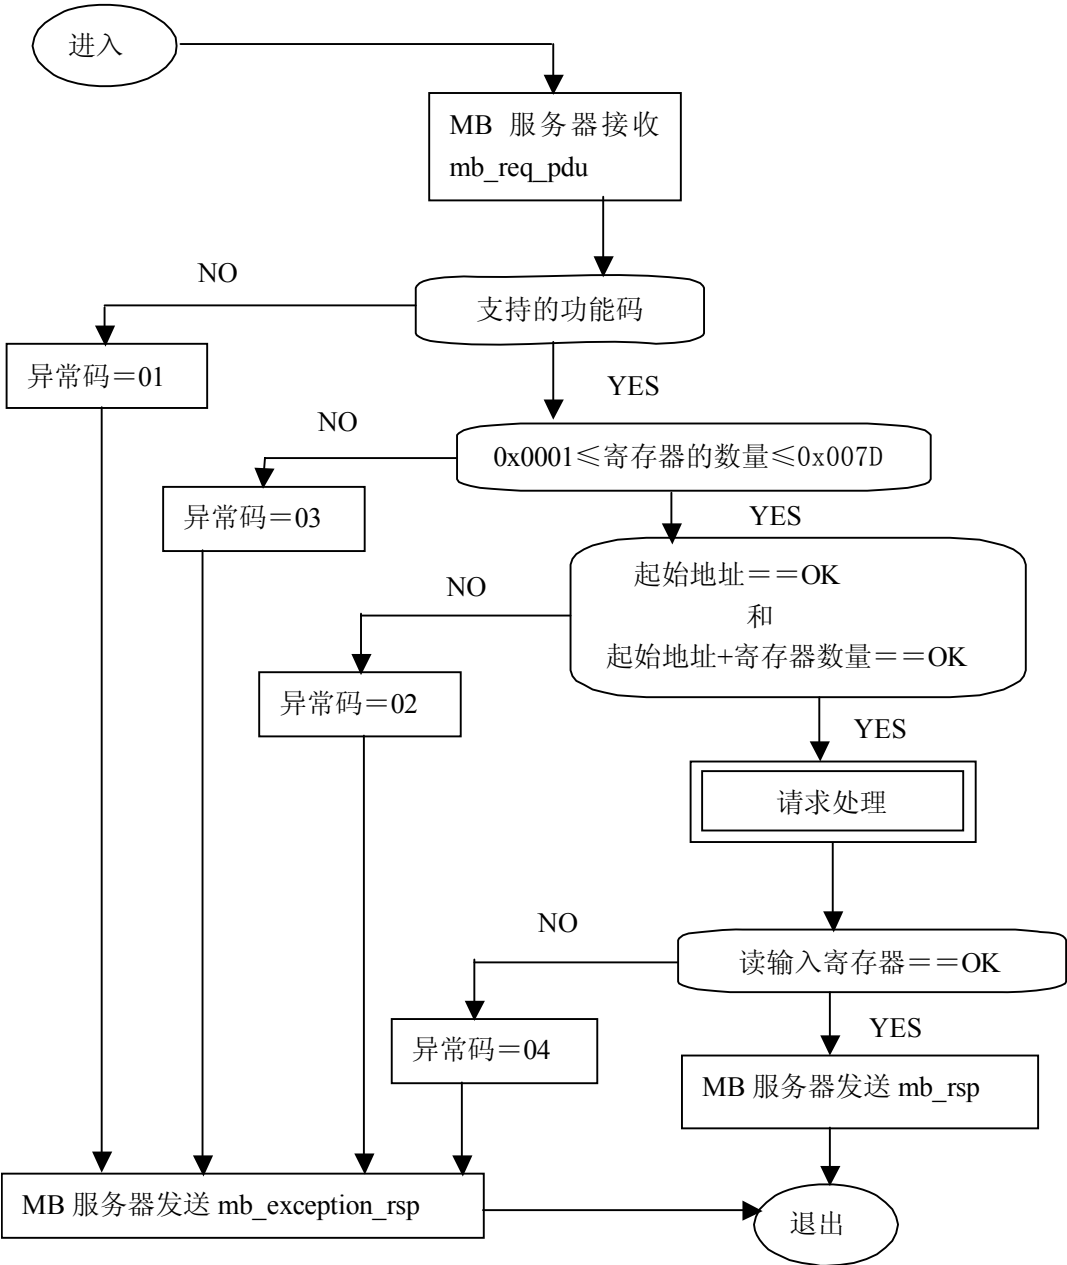 进入
MB 服务器接收
mb_req_pdu
NO
支持的功能码
异常码＝01
YES
NO
0x0001≤寄存器的数量≤0x007D
异常码＝03
YES
起始地址＝＝OK
NO
和
起始地址+寄存器数量＝＝OK
异常码＝02
YES
请求处理
NO
读输入寄存器＝＝OK
异常码＝04
YES
MB 服务器发送 mb_rsp
MB 服务器发送 mb_exception_rsp
退出